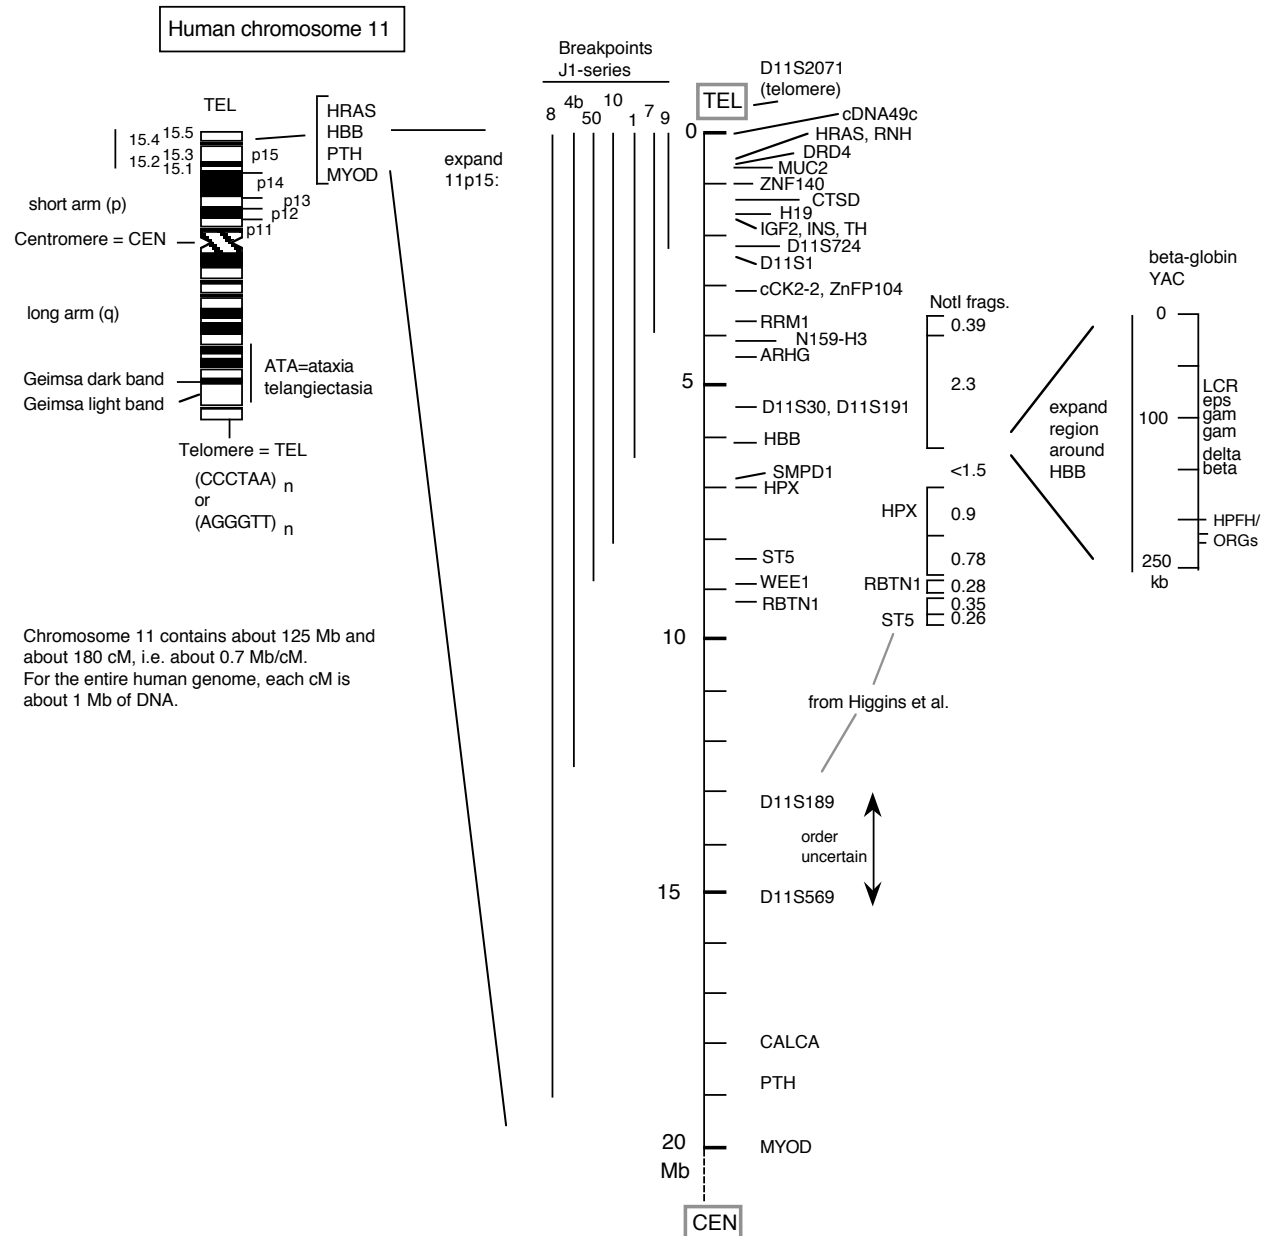 Human chromosome 11
TEL
15.5
15.4
15.3
15.2
15.1
p15
p14
p13
p12
p11
short arm (p)
Centromere = CEN
long arm (q)
ATA=ataxia
telangiectasia
Geimsa dark band
Geimsa light band
Telomere = TEL
(CCCTAA) n
or
(AGGGTT) n
HRAS
HBB
PTH
MYOD
expand
11p15:
Chromosome 11 contains about 125 Mb and
about 180 cM, i.e. about 0.7 Mb/cM.
For the entire human genome, each cM is
about 1 Mb of DNA.
Breakpoints
J1-series
8
4b
50
10
1
7
9
TEL
D11S2071
(telomere)
0
cDNA49c
HRAS, RNH
DRD4
MUC2
ZNF140
CTSD
H19
IGF2, INS, TH
D11S724
D11S1
cCK2-2, ZnFP104
RRM1
N159-H3
ARHG
5
D11S30, D11S191
HBB
SMPD1
HPX
ST5
WEE1
RBTN1
10
from Higgins et al.
D11S189
order
uncertain
15
D11S569
CALCA
PTH
20
Mb
MYOD
CEN
NotI frags.
0.39
2.3
<1.5
HPX
0.9
0.78
RBTN1
0.28
0.35
ST5
0.26
expand
region
around
HBB
beta-globin
YAC
0
LCR
eps
100
gam
gam
delta
beta
HPFH/
ORGs
250
kb